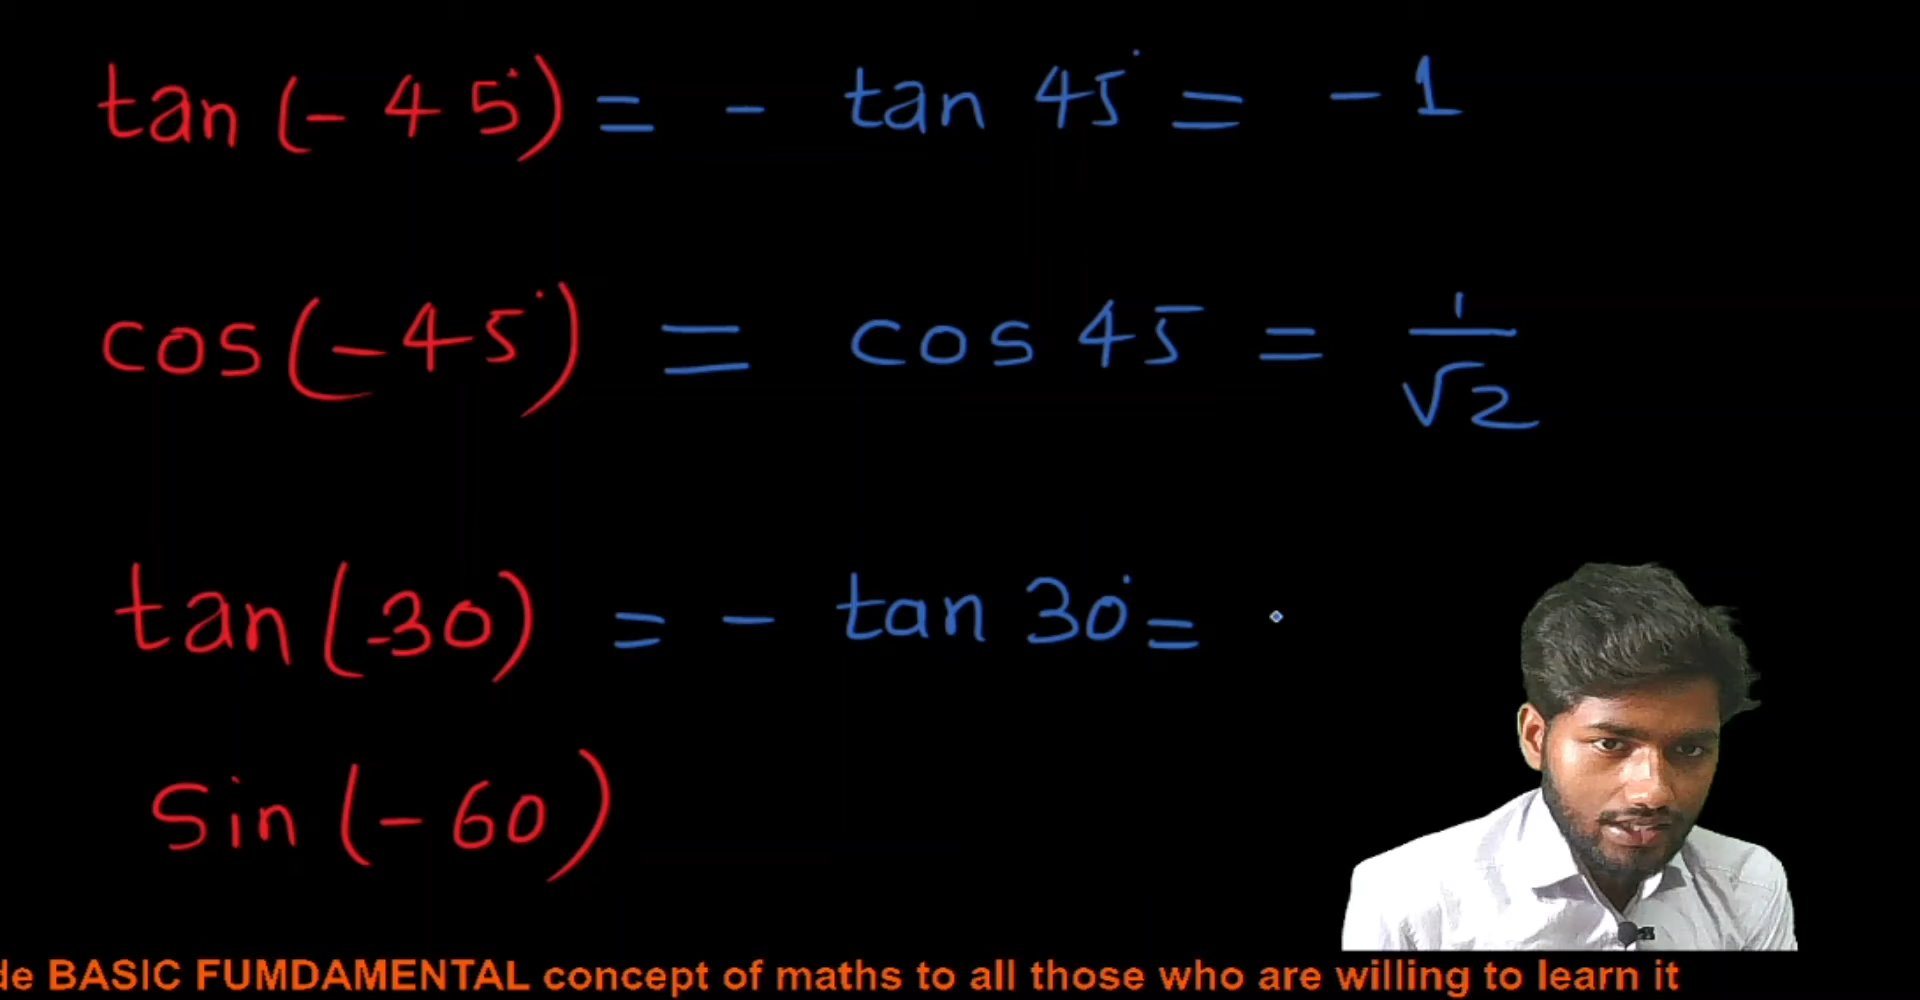 tan (- 45°) = - tan 45° = - 1
cos (-45°) = cos 45 = 1/√2
tan (-30) = - tan 30° =
Sin (- 60)
de BASIC FUMDAMENTAL concept of maths to all those who are willing to learn it